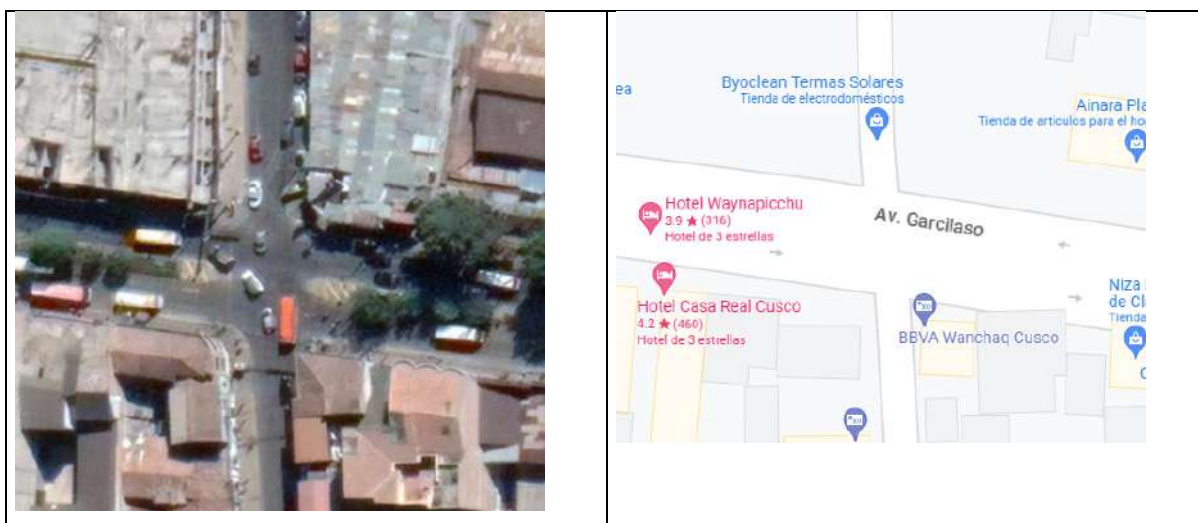 Byoclean Termas Solares
Tienda de electrodomésticos
ea
Ainara Pla
Tienda de artículos para el ho
Hotel Waynapicchu
3.9 ★ (316)
Hotel de 3 estrellas
Av. Garcilaso
Hotel Casa Real Cusco
4.2 ★ (460)
Hotel de 3 estrellas
Niza
de Cl
Tienda
BBVA Wanchaq Cusco